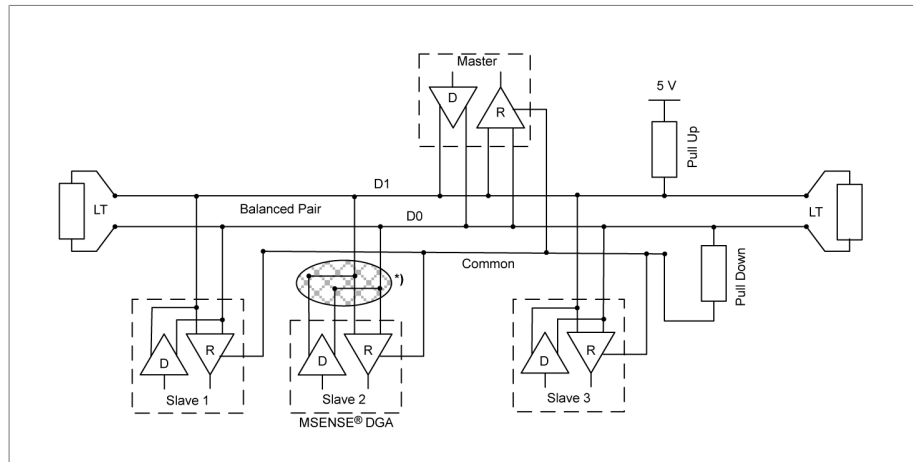 Master
5 V
D
R
Pull Up
D1
LT
Balanced Pair
D0
LT
Common
Pull Down
*)
D
R
Slave 1
D
R
Slave 2
D
R
Slave 3
MSENSE® DGA